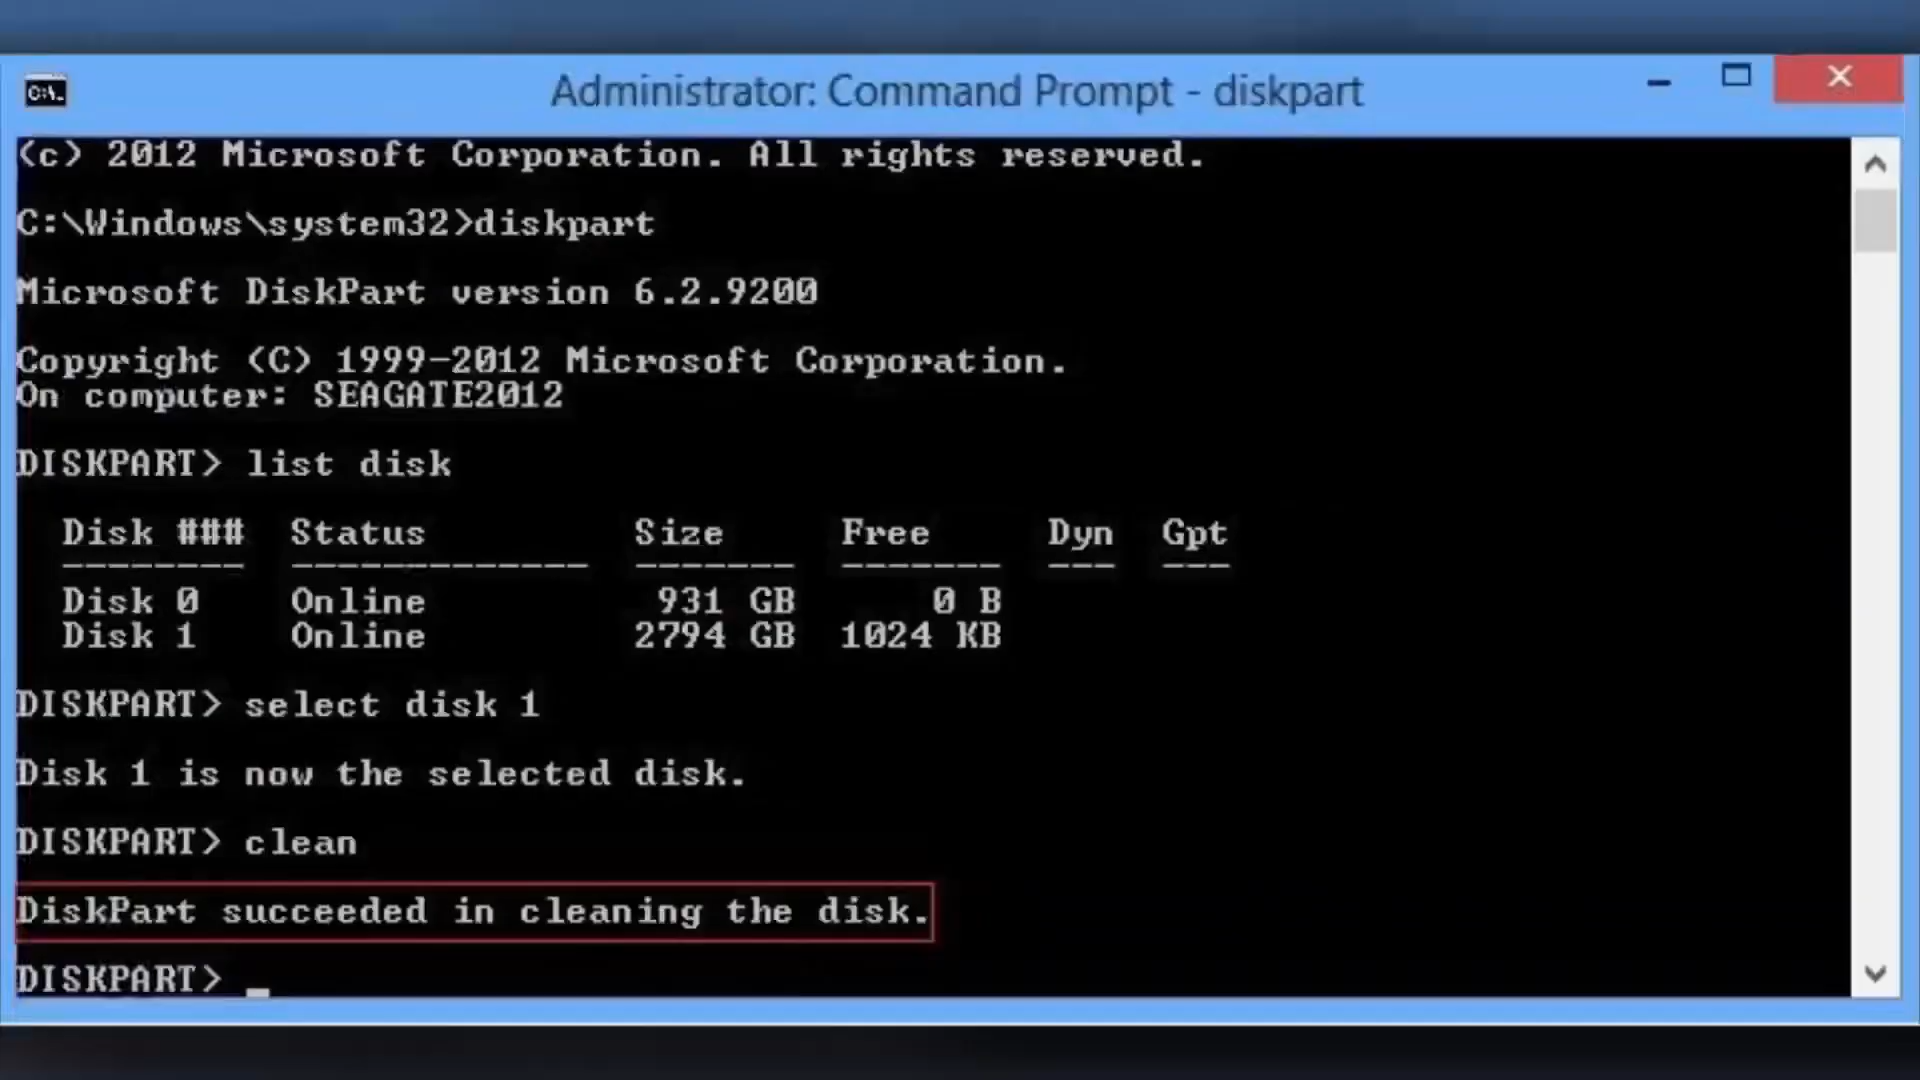 C:\.
Administrator: Command Prompt - diskpart
(c) 2012 Microsoft Corporation. All rights reserved.
C:\Windows\system32>diskpart
Microsoft DiskPart version 6.2.9200
Copyright (C) 1999-2012 Microsoft Corporation.
On computer: SEAGATE2012
DISKPART> list disk
Disk ### Status Size Free Dyn Gpt
-------- ------------- ------- ------- --- ---
Disk 0 Online 931 GB 0 B
Disk 1 Online 2794 GB 1024 KB
DISKPART> select disk 1
Disk 1 is now the selected disk.
DISKPART> clean
DiskPart succeeded in cleaning the disk.
DISKPART> _